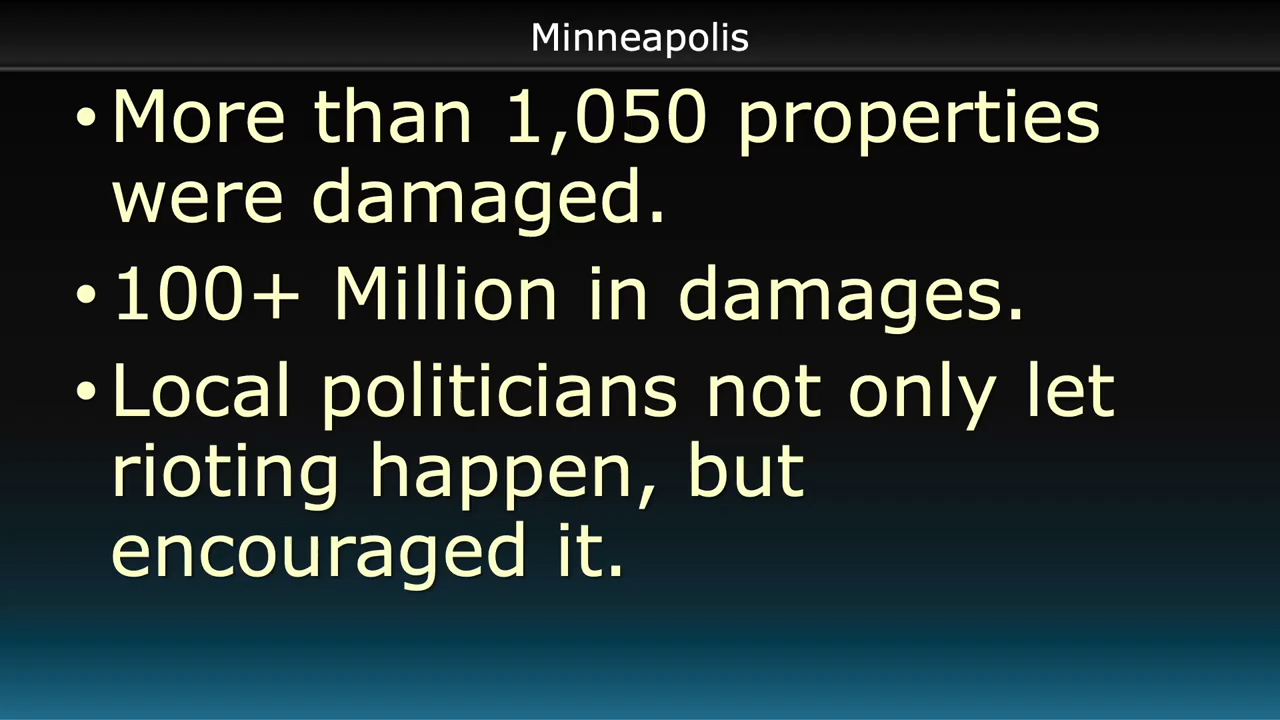 Minneapolis
•More than 1,050 properties
were damaged.
•100+ Million in damages.
•Local politicians not only let
rioting happen, but
encouraged it.